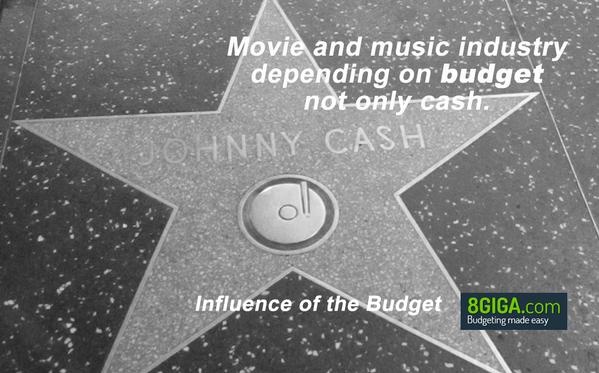 Movie and music industry
depending on budget
not only cash.
JOHNNY CASH
Influence of the Budget
8GIGA.com
Budgeting made easy